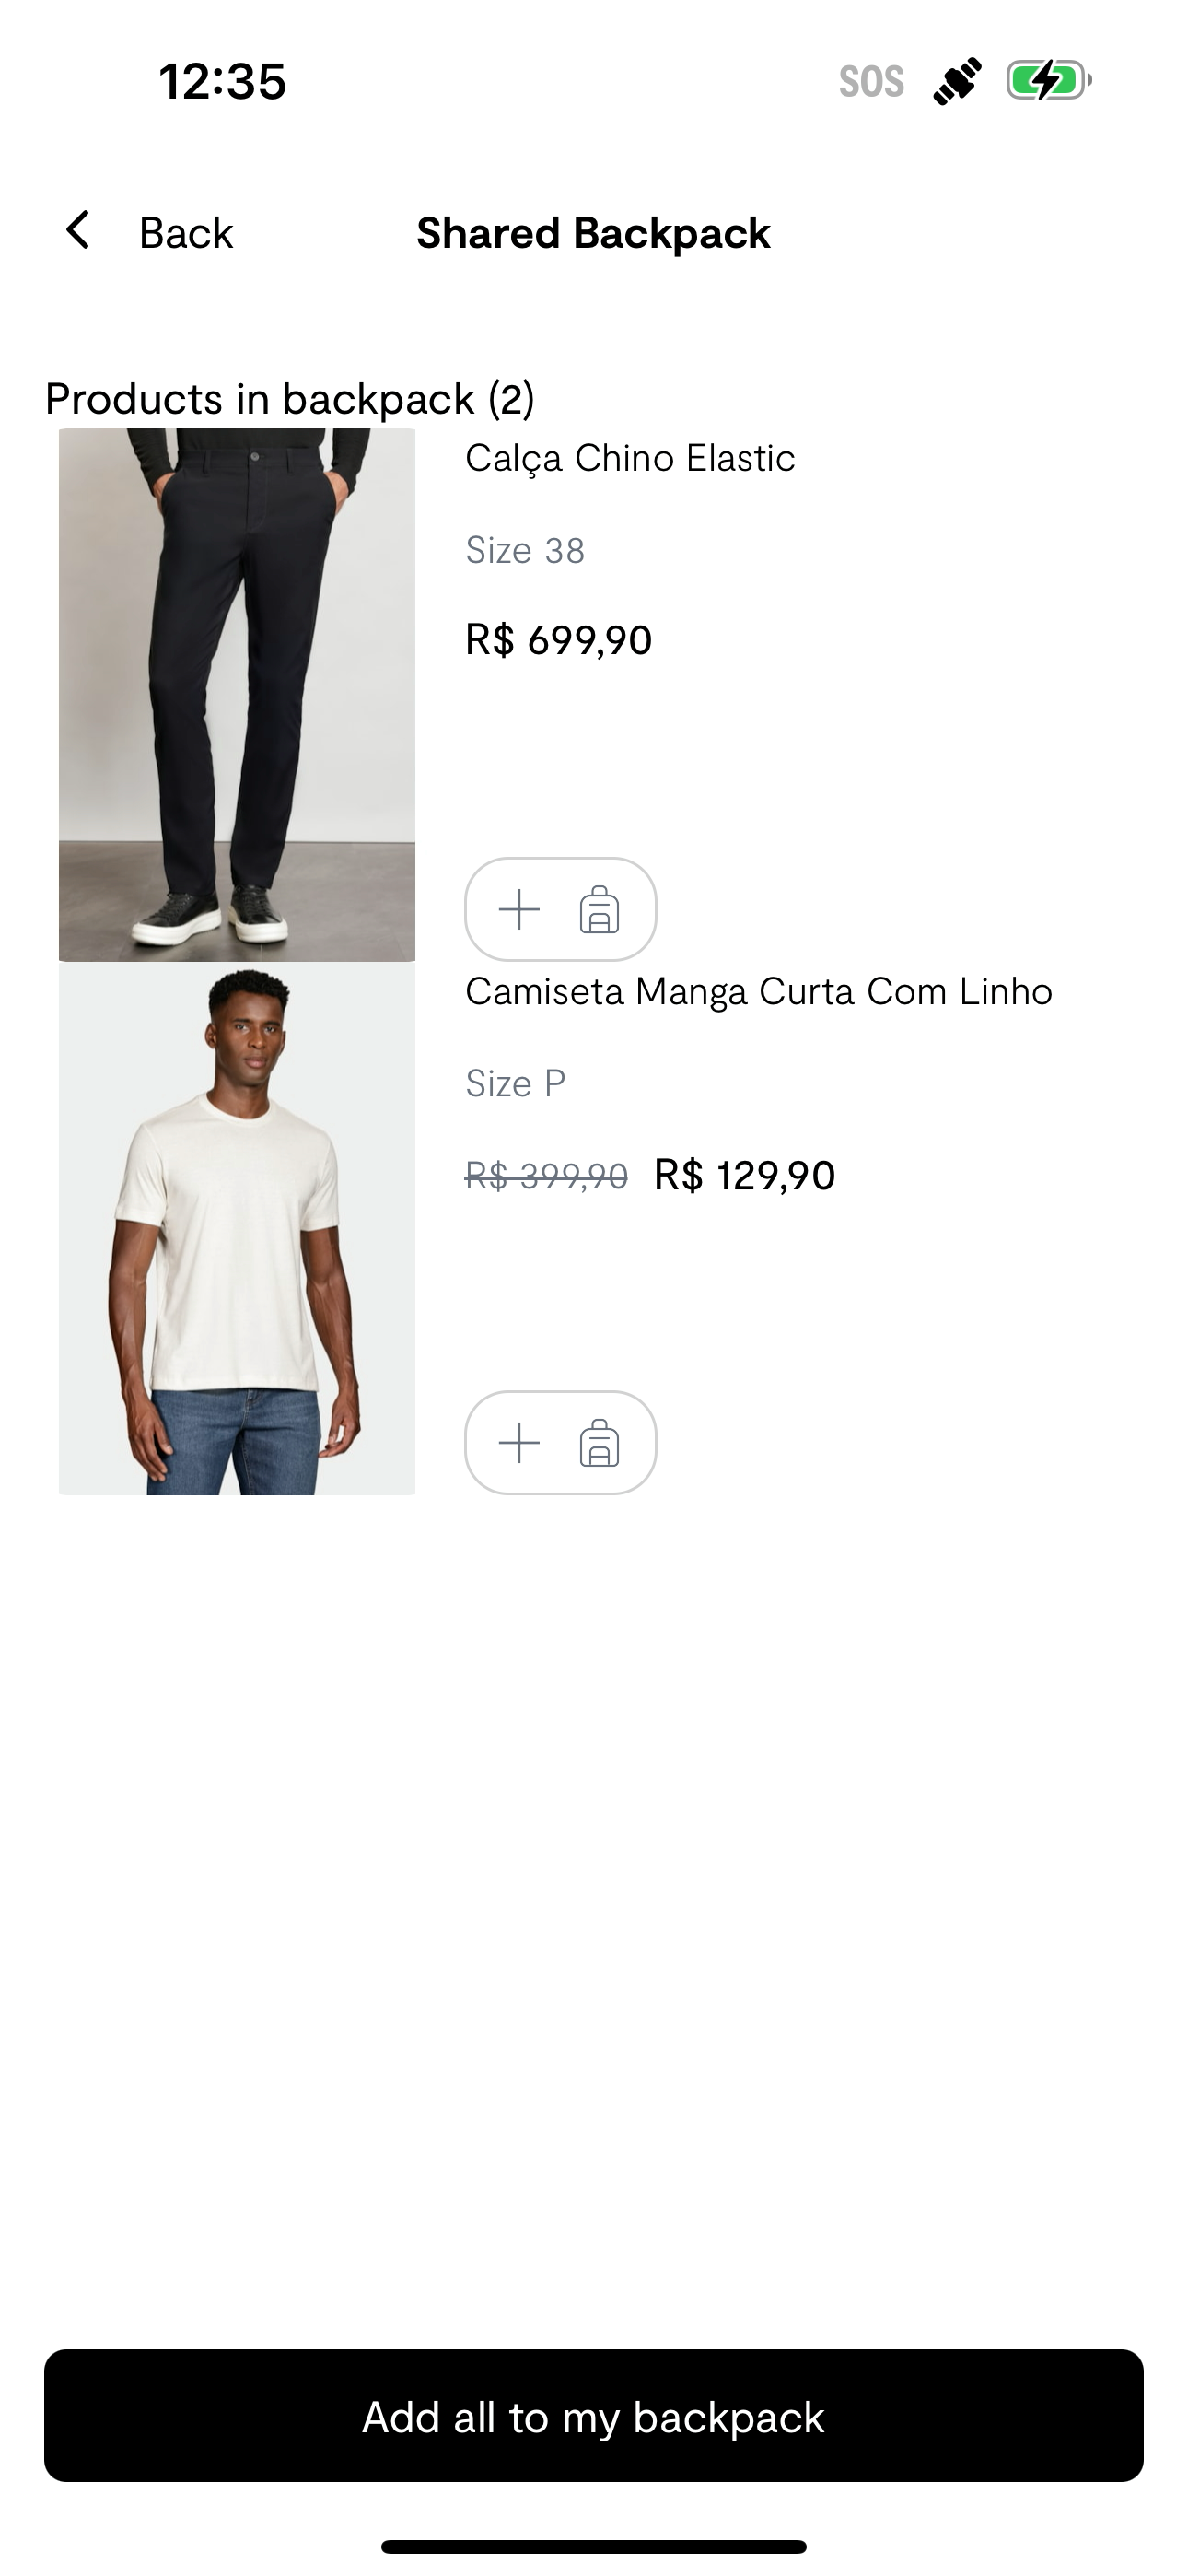 12:35
SOS
Back
Shared Backpack
Products in backpack (2)
Calça Chino Elastic
Size 38
R$ 699,90
Camiseta Manga Curta Com Linho
Size P
R$ 399,90 R$ 129,90
Add all to my backpack